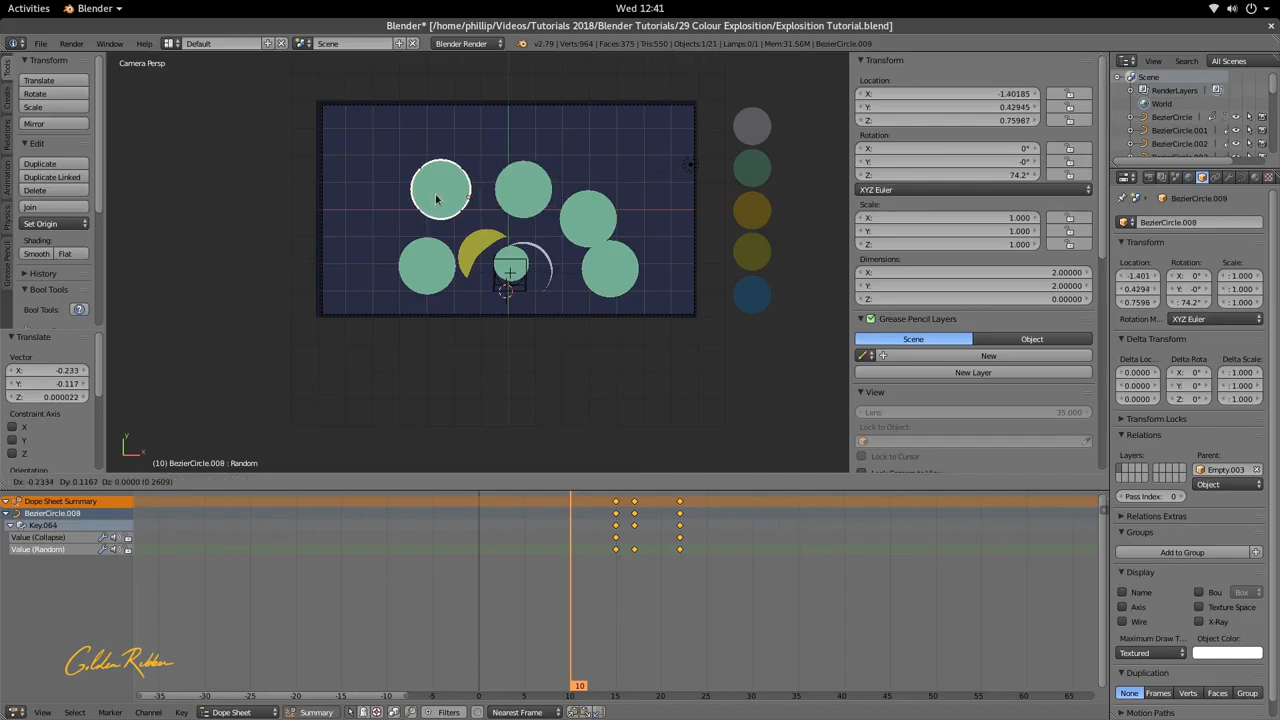 Activities
Blender
Wed 12:41
Blender* [/home/phillip/Videos/Tutorials 2018/Blender Tutorials/29 Colour Explosition/Explosition Tutorial.blend]
File
Render
Window
Help
Default
Scene
Blender Render
v2.79 | Verts:964 | Faces:375 | Tris:550 | Objects:1/21 | Lamps:0/1 | Mem:31.56M | BezierCircle.009
Tools
Create
Relations
Animation
Physics
Grease Pencil
Transform
Translate
Rotate
Scale
Mirror
Edit
Duplicate
Duplicate Linked
Delete
Join
Set Origin
Shading:
Smooth
Flat
History
Bool Tools
Bool Tools:
Translate
Vector
X: -0.233
Y: -0.117
Z: 0.000022
Constraint Axis
X
Y
Z
Orientation
Camera Persp
y
x
(10) BezierCircle.008 : Random
Transform
Location:
X: -1.40185
Y: 0.42945
Z: 0.75987
Rotation:
X: 0°
Y: -0°
Z: 74.2°
XYZ Euler
Scale:
X: 1.000
Y: 1.000
Z: 1.000
Dimensions:
X: 2.00000
Y: 2.00000
Z: 0.00000
Grease Pencil Layers
Scene
Object
New
New Layer
View
Lens: 35.000
Lock to Object:
Lock to Cursor
View
Search
All Scenes
Scene
RenderLayers
World
BezierCircle
BezierCircle.001
BezierCircle.009
BezierCircle.008
Transform
Location: Rotation: Scale:
-1.401 X: 0° : 1.000
0.4294 Y: -0° : 1.000
0.7598 : 74.2° : 1.000
Rotation M...
XYZ Euler
Delta Transform
Delta Loc... Delta Rota Delta Scale:
0.0000 X: 0° : 1.000
0.0000 Y: -0° : 1.000
0.0000 Z: 0° : 1.000
Transform Locks
Relations
Layers:
Parent:
Empty.003
Object
Pass Index: 0
Relations Extras
Groups
Add to Group
Display
Name
Bou
Box
Axis
Texture Space
Wire
X-Ray
Maximum Draw T...
Object Color:
Textured
Duplication
None
Frames
Verts
Faces
Group
Motion Paths
Dx: -0.2334 Dy: 0.1167 Dz: 0.0000 (0.2609)
Dope Sheet Summary
BezierCircle.008
Key.064
Value (Collapse)
Value (Random)
Golden Rubber
-35 -30 -25 -20 -15 -10 -5 0 5 10 15 20 25 30 35 40 45 50 55 60 65
10
View
Select
Marker
Channel
Key
Dope Sheet
Summary
Filters
Nearest Frame